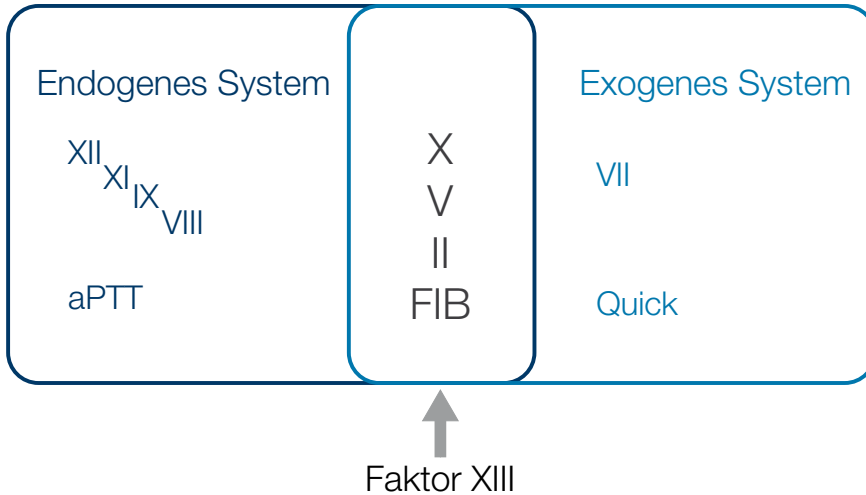 Endogenes System
XII
XI
IX
VIII
aPTT
X
V
II
FIB
Exogenes System
VII
Quick
Faktor XIII